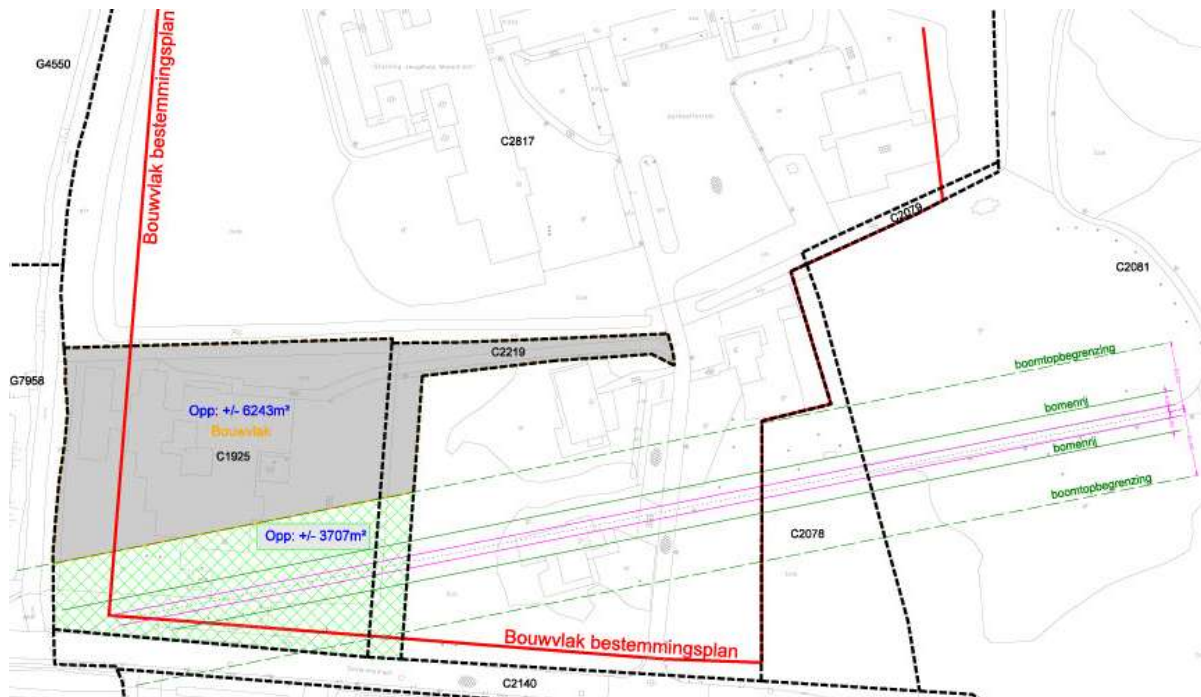 G4550
Bouwvlak bestemmingsplan
C2817
C2079
C2081
C2219
G7958
boomtopbegrenzing
Opp: +/- 6243m²
Bouwvlak
C1925
bomenrij
bomenrij
boomtopbegrenzing
Opp: +/- 3707m²
C2078
Bouwvlak bestemmingsplan
C2140